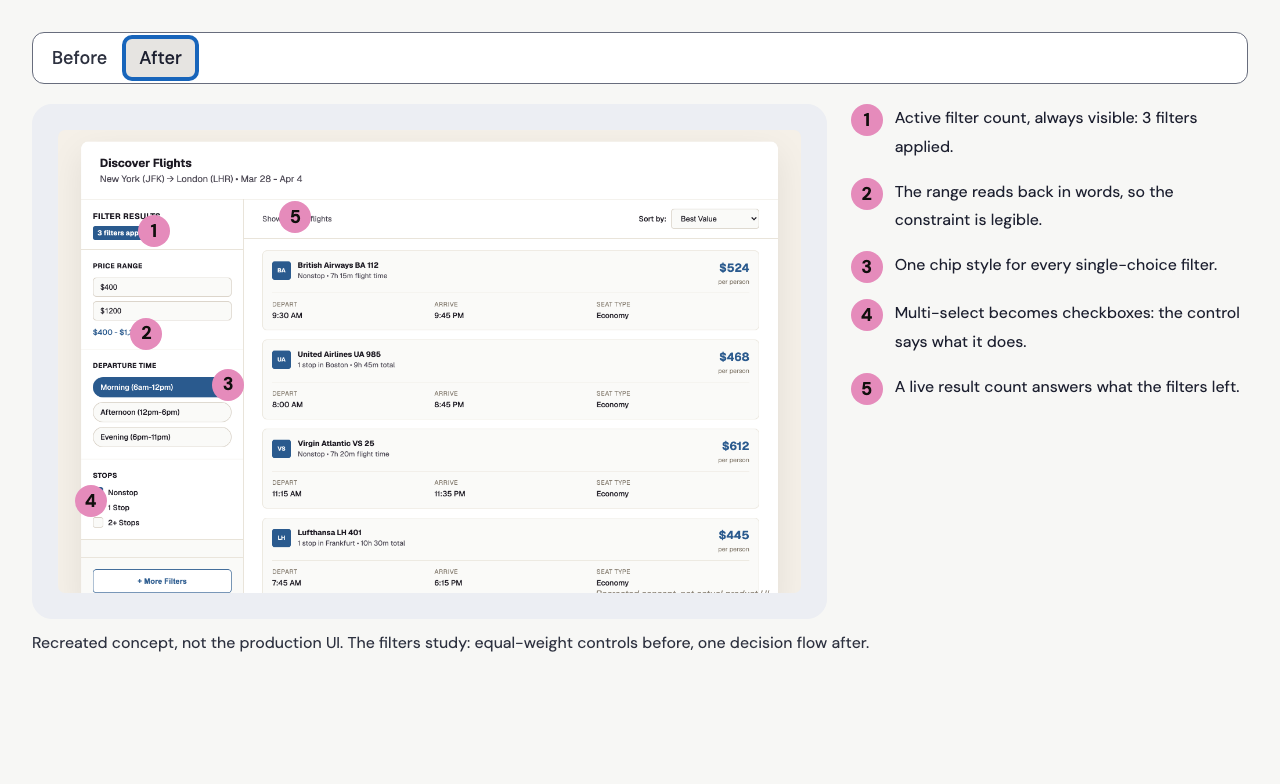 Before After
Discover Flights
New York (JFK) → London (LHR) • Mar 28 - Apr 4
FILTER RESULTS
3 filters
1
PRICE RANGE
$400
$1200
$400 -
2
DEPARTURE TIME
Morning (6am-12pm)
3
Afternoon (12pm-6pm)
Evening (6pm-11pm)
STOPS
Nonstop
4
1 Stop
2+ Stops
+ More Filters
5
flights
Sort by: Best Value
BA British Airways BA 112
Nonstop • 7h 15m flight time
$524
per person
DEPART ARRIVE SEAT TYPE
9:30 AM 9:45 PM Economy
UA United Airlines UA 985
1 stop in Boston • 9h 45m total
$468
per person
DEPART ARRIVE SEAT TYPE
8:00 AM 8:45 PM Economy
VS Virgin Atlantic VS 25
Nonstop • 7h 20m flight time
$612
per person
DEPART ARRIVE SEAT TYPE
11:15 AM 11:35 PM Economy
LH Lufthansa LH 401
1 stop in Frankfurt • 10h 30m total
$445
per person
DEPART ARRIVE SEAT TYPE
7:45 AM 6:15 PM Economy
1 Active filter count, always visible: 3 filters
applied.
2 The range reads back in words, so the
constraint is legible.
3 One chip style for every single-choice filter.
4 Multi-select becomes checkboxes: the control
says what it does.
5 A live result count answers what the filters left.
Recreated concept, not the production UI. The filters study: equal-weight controls before, one decision flow after.